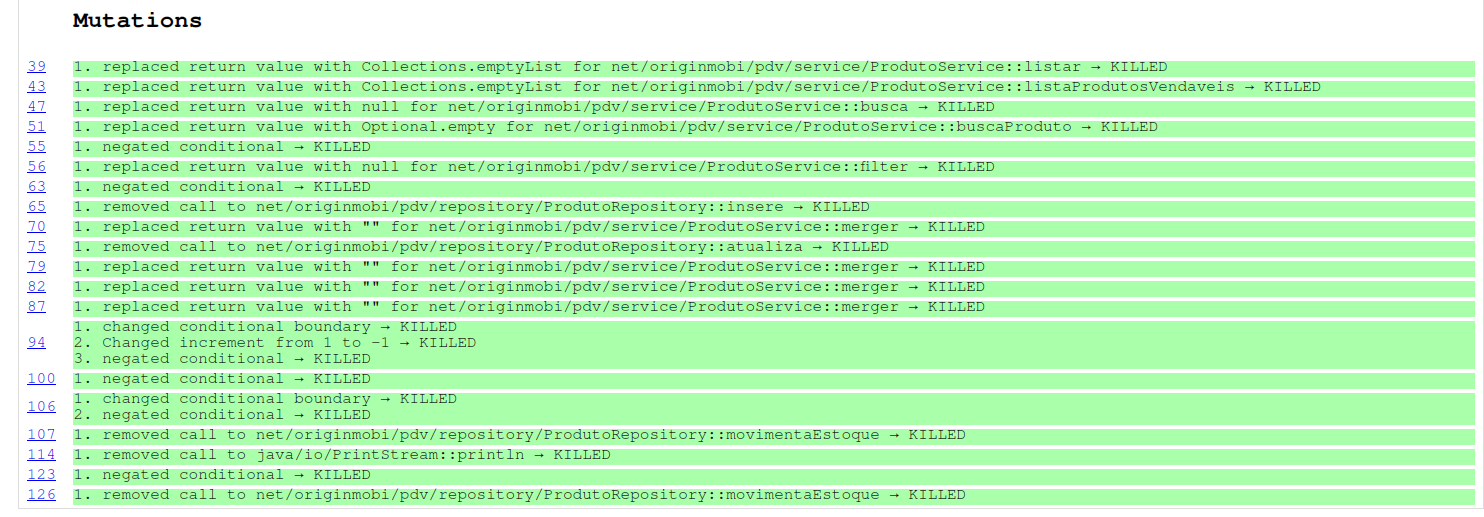 Mutations
39 1. replaced return value with Collections.emptyList for net/originmobi/pdv/service/ProdutoService::listar → KILLED
43 1. replaced return value with Collections.emptyList for net/originmobi/pdv/service/ProdutoService::listaProdutosVendaveis → KILLED
47 1. replaced return value with null for net/originmobi/pdv/service/ProdutoService::busca → KILLED
51 1. replaced return value with Optional.empty for net/originmobi/pdv/service/ProdutoService::buscaProduto → KILLED
55 1. negated conditional → KILLED
56 1. replaced return value with null for net/originmobi/pdv/service/ProdutoService::filter → KILLED
63 1. negated conditional → KILLED
65 1. removed call to net/originmobi/pdv/repository/ProdutoRepository::insere → KILLED
70 1. replaced return value with "" for net/originmobi/pdv/service/ProdutoService::merger → KILLED
75 1. removed call to net/originmobi/pdv/repository/ProdutoRepository::atualiza → KILLED
79 1. replaced return value with "" for net/originmobi/pdv/service/ProdutoService::merger → KILLED
82 1. replaced return value with "" for net/originmobi/pdv/service/ProdutoService::merger → KILLED
87 1. replaced return value with "" for net/originmobi/pdv/service/ProdutoService::merger → KILLED
1. changed conditional boundary → KILLED
94 2. Changed increment from 1 to -1 → KILLED
3. negated conditional → KILLED
100 1. negated conditional → KILLED
106 1. changed conditional boundary → KILLED
2. negated conditional → KILLED
107 1. removed call to net/originmobi/pdv/repository/ProdutoRepository::movimentaEstoque → KILLED
114 1. removed call to java/io/PrintStream::println → KILLED
123 1. negated conditional → KILLED
126 1. removed call to net/originmobi/pdv/repository/ProdutoRepository::movimentaEstoque → KILLED